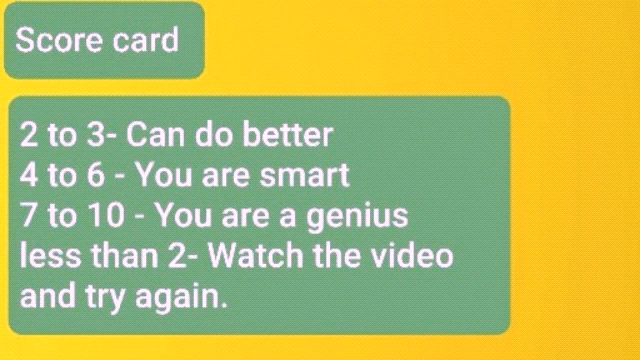 Score card
2 to 3- Can do better
4 to 6 - You are smart
7 to 10 - You are a genius
less than 2- Watch the video
and try again.